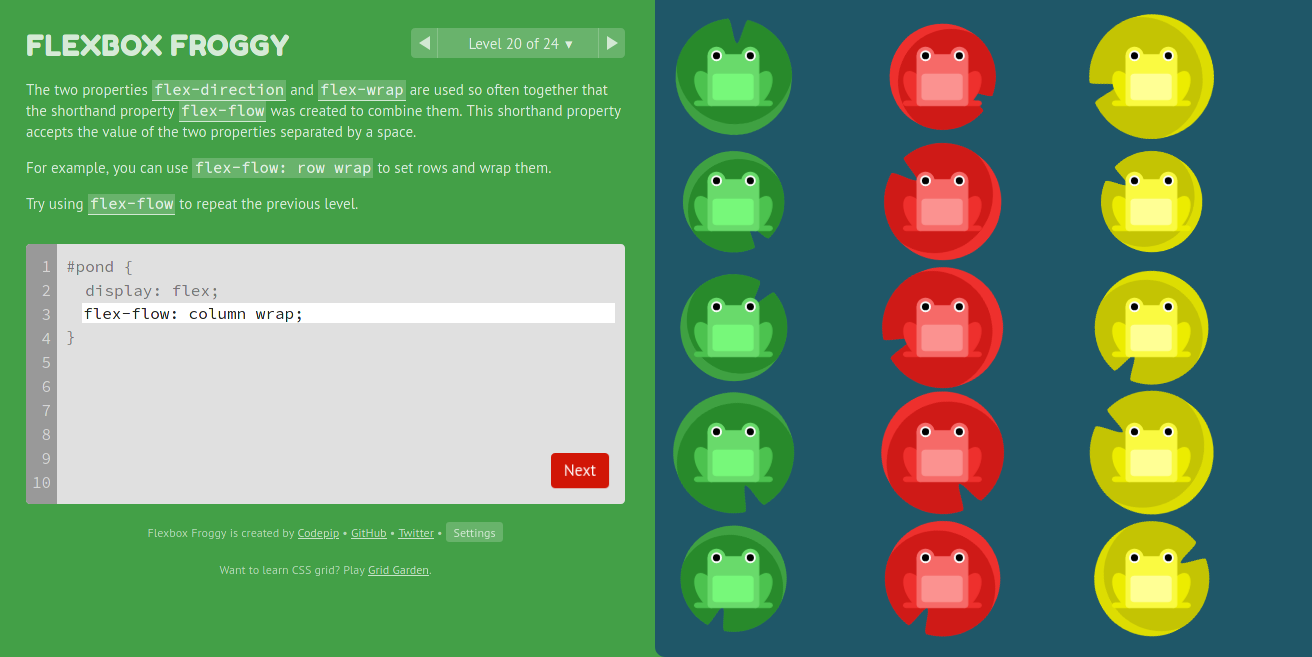 FLEXBOX FROGGY
◀ Level 20 of 24 ▾ ▶
The two properties flex-direction and flex-wrap are used so often together that
the shorthand property flex-flow was created to combine them. This shorthand property
accepts the value of the two properties separated by a space.
For example, you can use flex-flow: row wrap to set rows and wrap them.
Try using flex-flow to repeat the previous level.
1 #pond {
2 display: flex;
3 flex-flow: column wrap;
4 }
5
6
7
8
9
10
Next
Flexbox Froggy is created by Codepip • GitHub • Twitter • Settings
Want to learn CSS grid? Play Grid Garden.